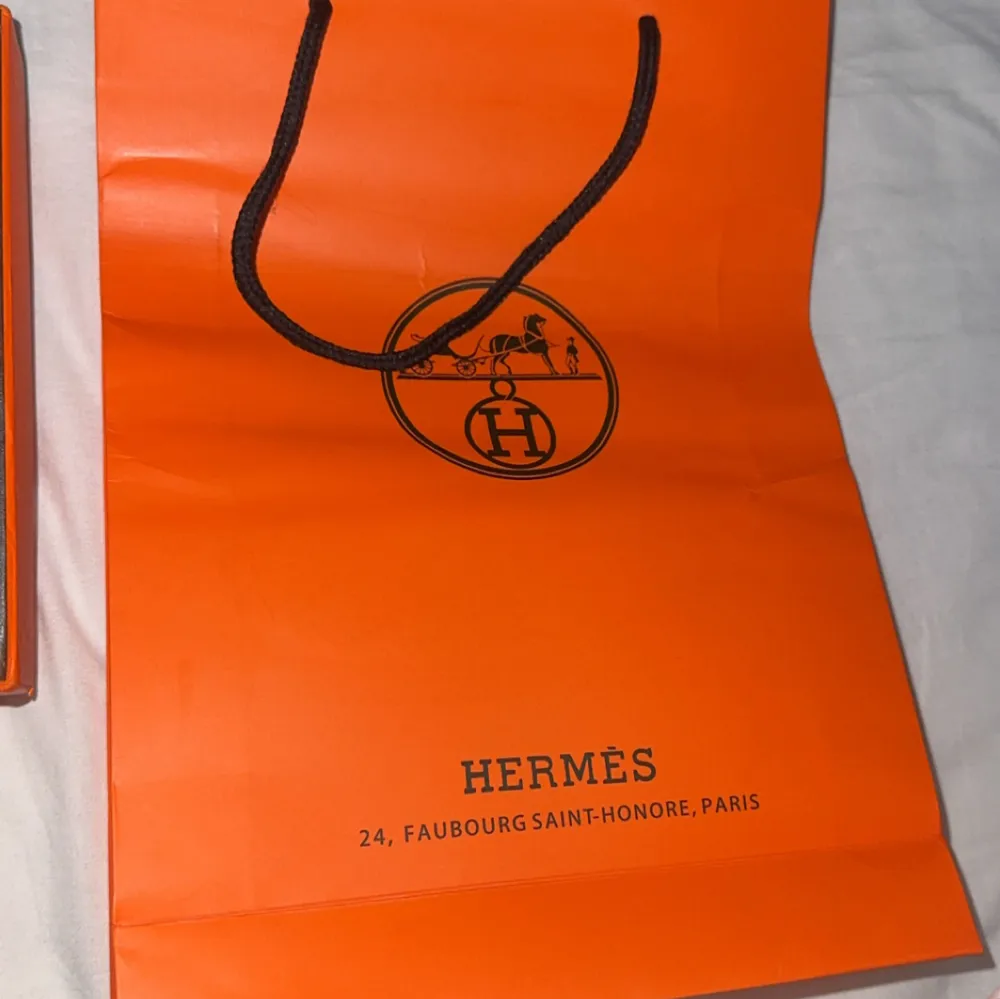 H
HERMÈS
24, FAUBOURG SAINT-HONORE, PARIS